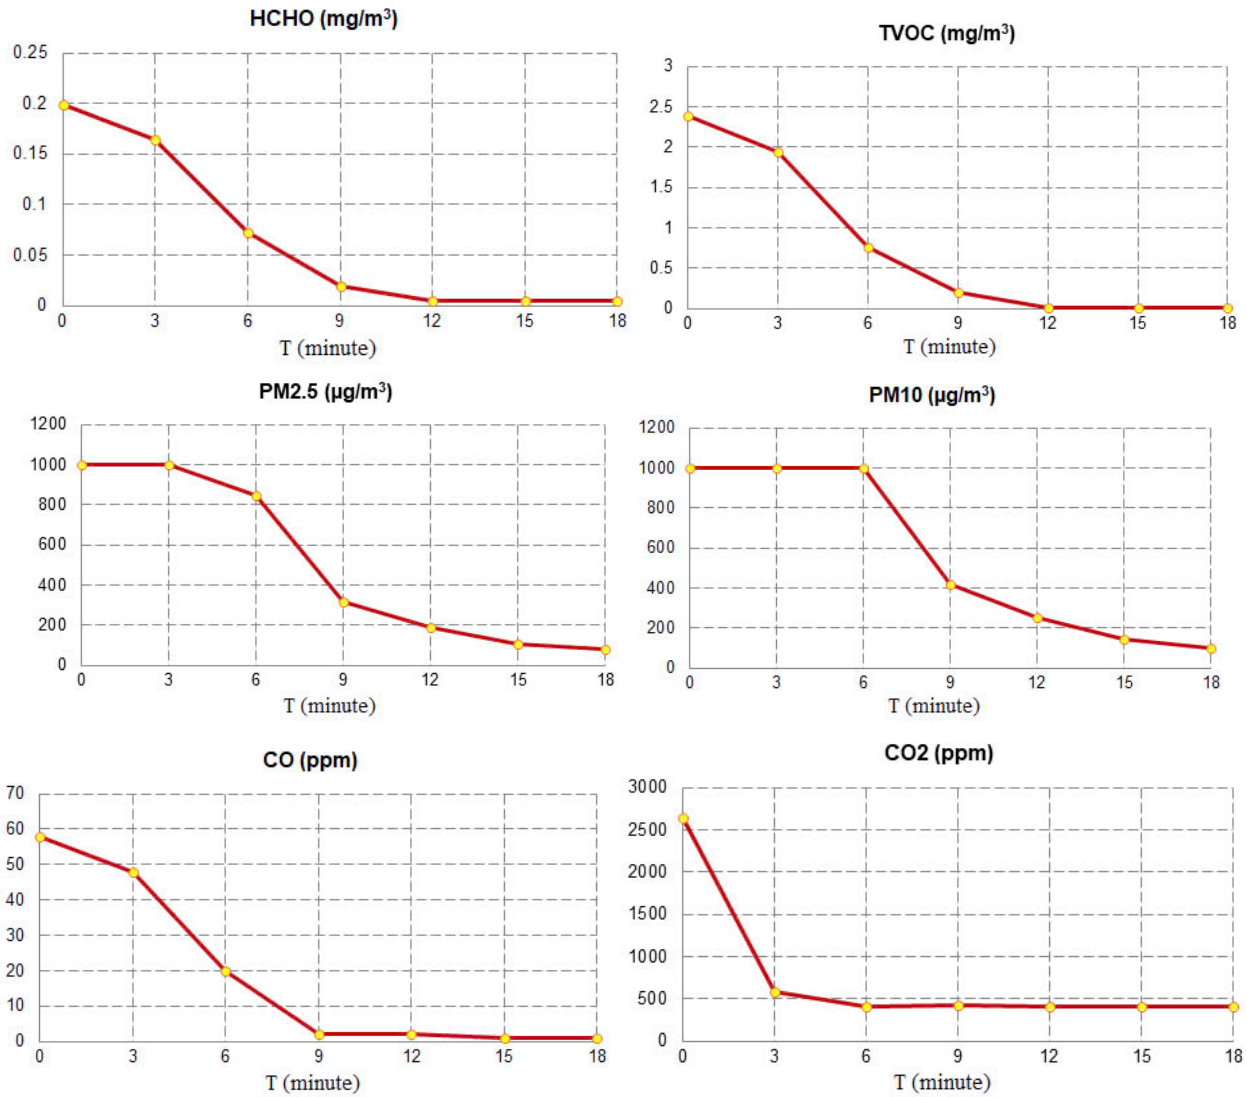 HCHO (mg/m³)
0.25
0.2
0.15
0.1
0.05
0
0 3 6 9 12 15 18
T (minute)
TVOC (mg/m³)
3
2.5
2
1.5
1
0.5
0
0 3 6 9 12 15 18
T (minute)
PM2.5 (µg/m³)
1200
1000
800
600
400
200
0
0 3 6 9 12 15 18
T (minute)
PM10 (µg/m³)
1200
1000
800
600
400
200
0
0 3 6 9 12 15 18
T (minute)
CO (ppm)
70
60
50
40
30
20
10
0
0 3 6 9 12 15 18
T (minute)
CO2 (ppm)
3000
2500
2000
1500
1000
500
0
0 3 6 9 12 15 18
T (minute)